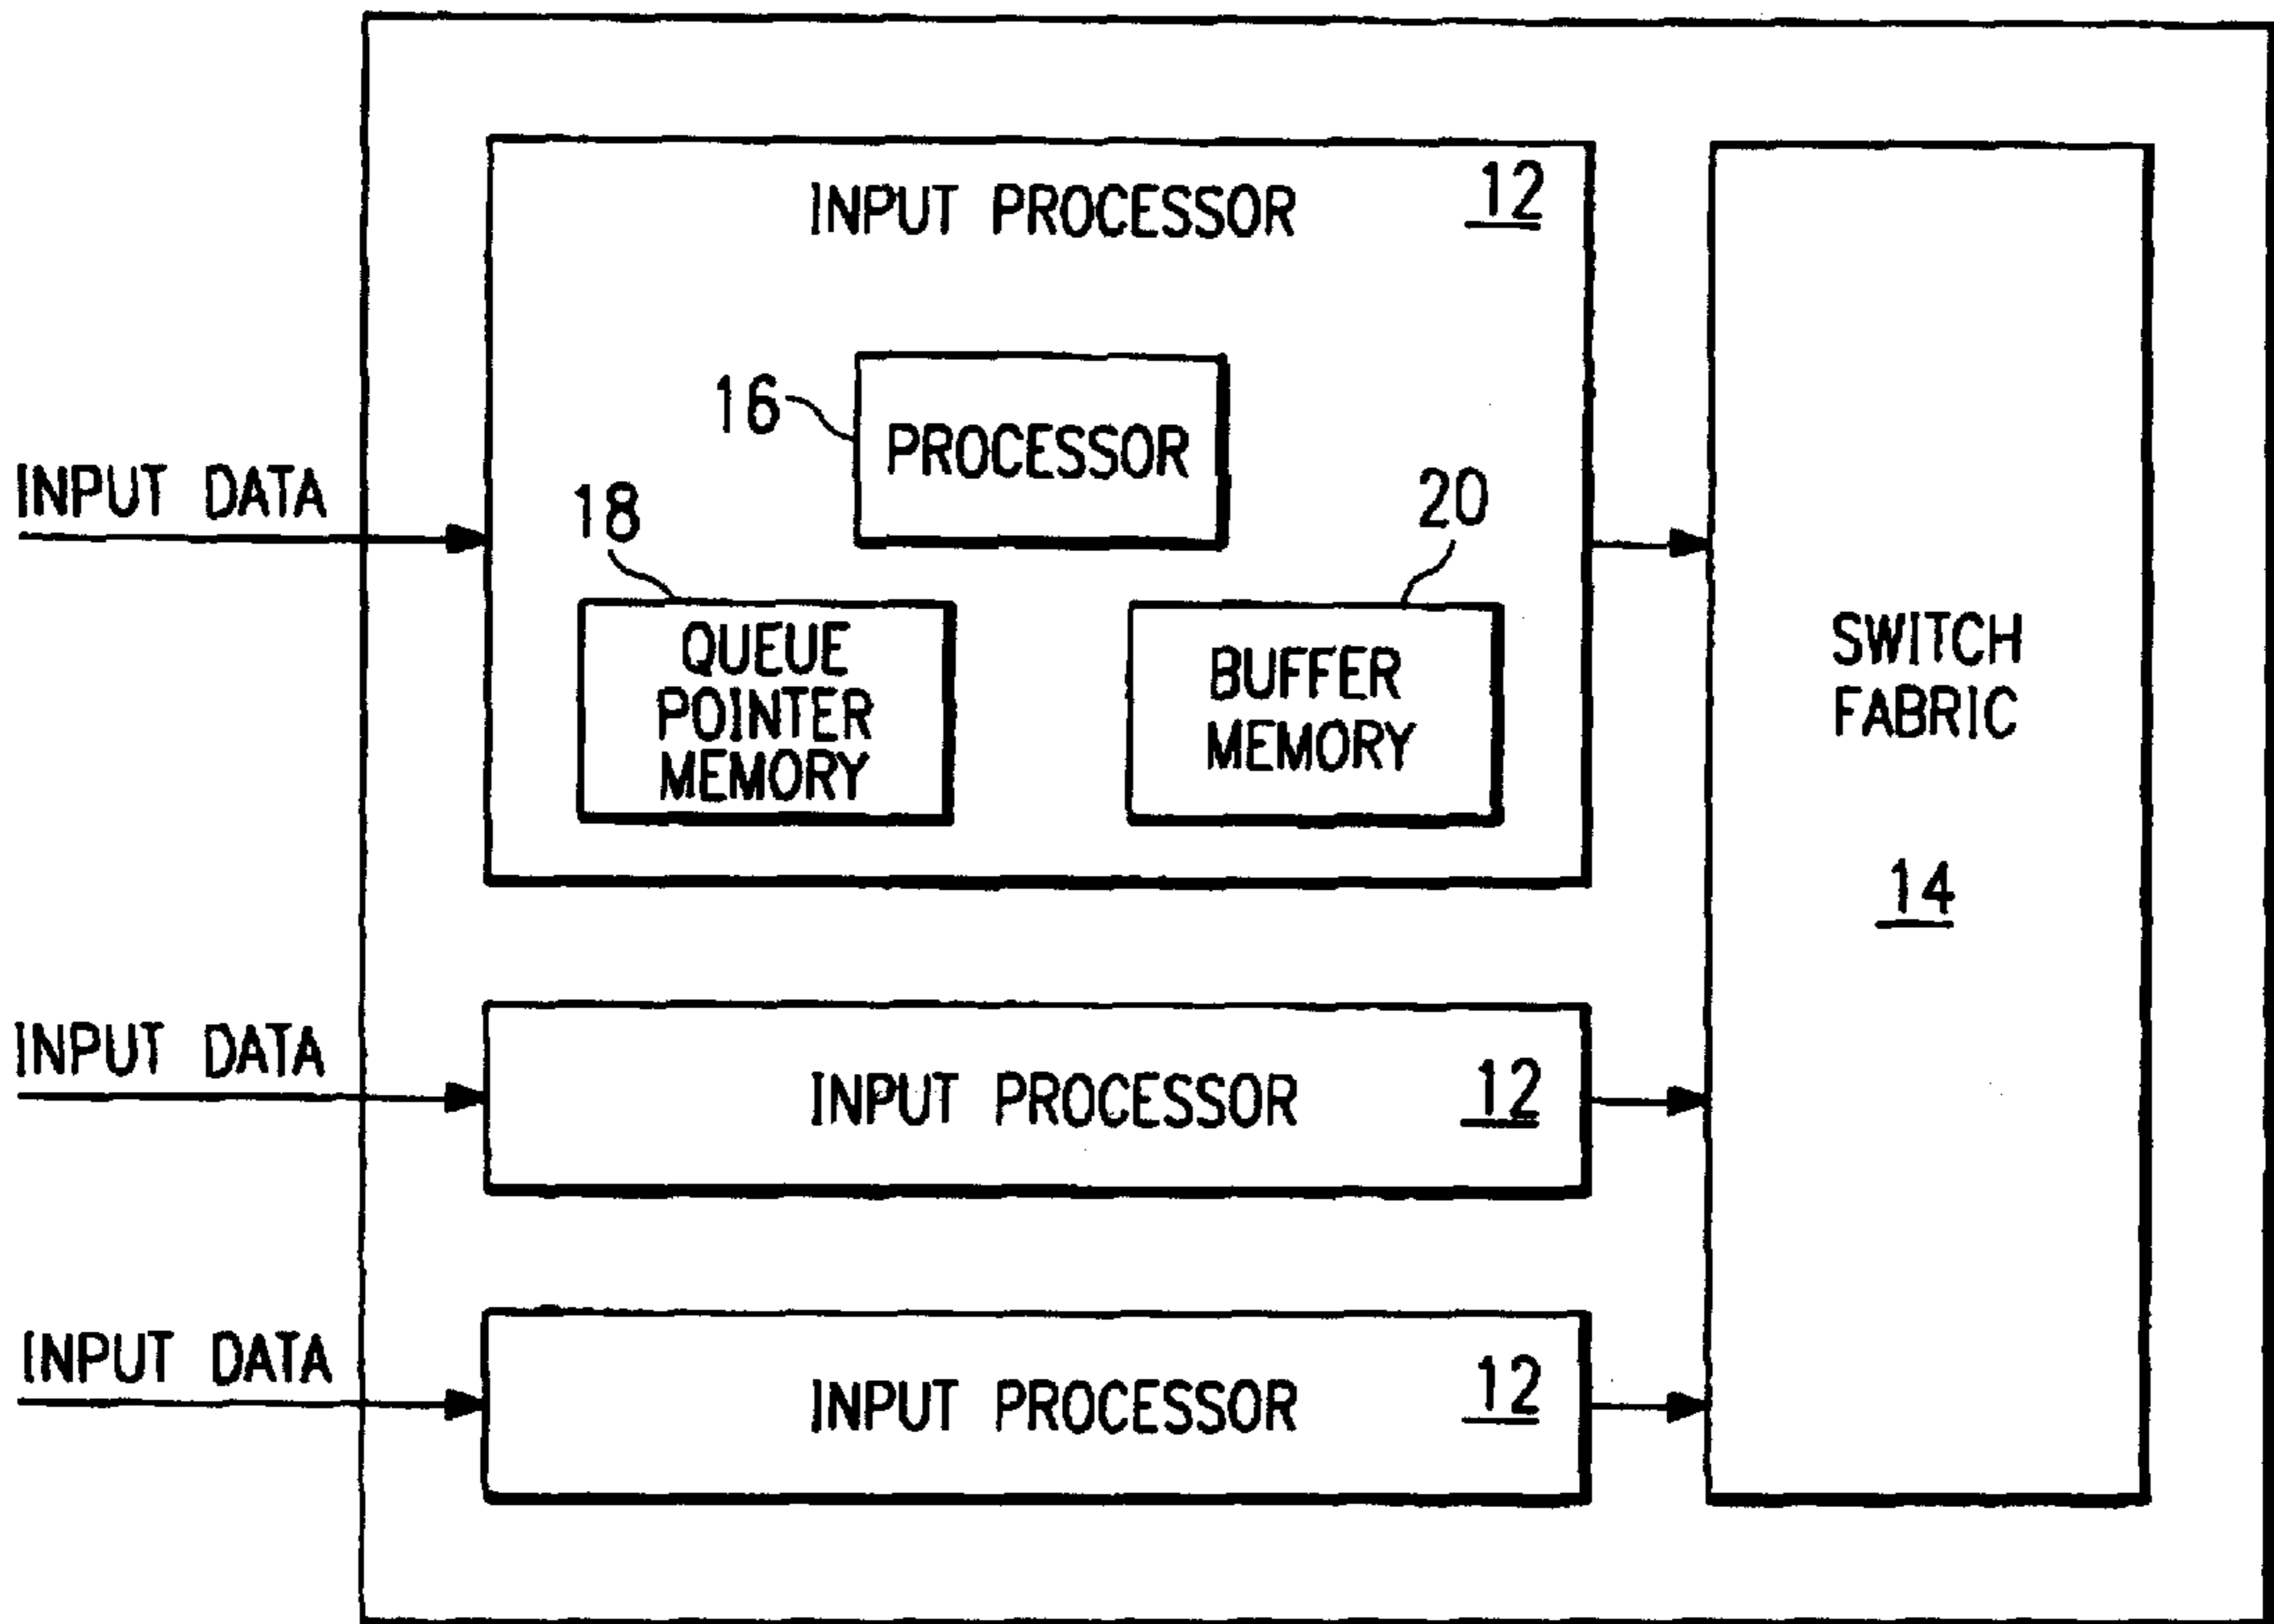 INPUT PROCESSOR 12
16
PROCESSOR
INPUT DATA
18
20
QUEUE
POINTER
MEMORY
BUFFER
MEMORY
SWITCH
FABRIC
14
INPUT DATA
INPUT PROCESSOR 12
INPUT DATA
INPUT PROCESSOR 12